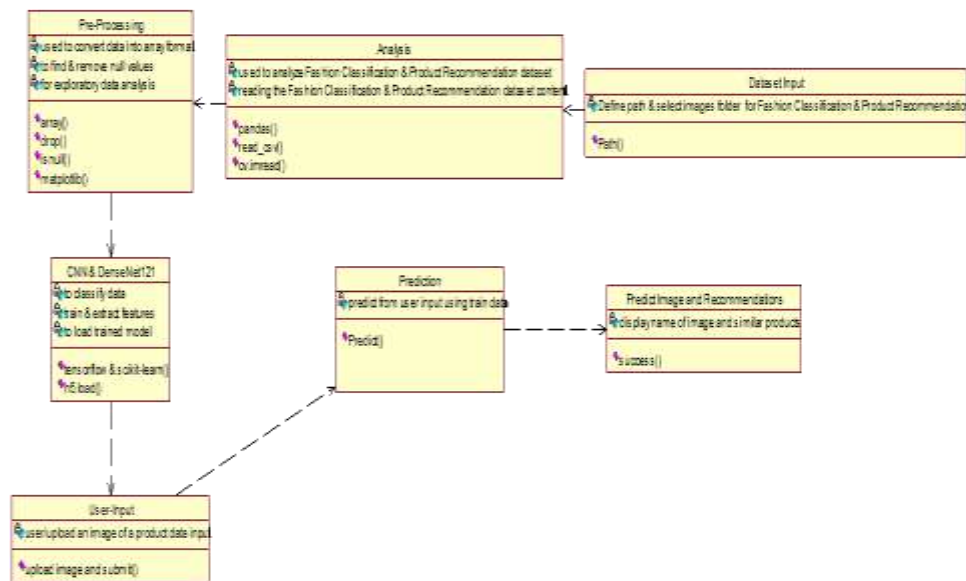 Pre-Processing
used to convert data into array format
to find & remove null values
for exploratory data analysis
array()
drop()
isnull()
matplotlib()
Analysis
used to analyze Fashion Classification & Product Recommendation dataset
reading the Fashion Classification & Product Recommendation dataset content
pandas()
read_csv()
cv.imread()
Dataset Input
Define path & select images folder for Fashion Classification & Product Recommendation
Path()
CNN & DenseNet121
to classify data
train & extract features
to load trained model
tensorflow & scikit-learn()
h5.load()
Prediction
predict from user input using train data
Predict()
Predict Image and Recommendations
display name of image and similar products
success()
User-Input
user upload an image of a product data input
upload image and submit()